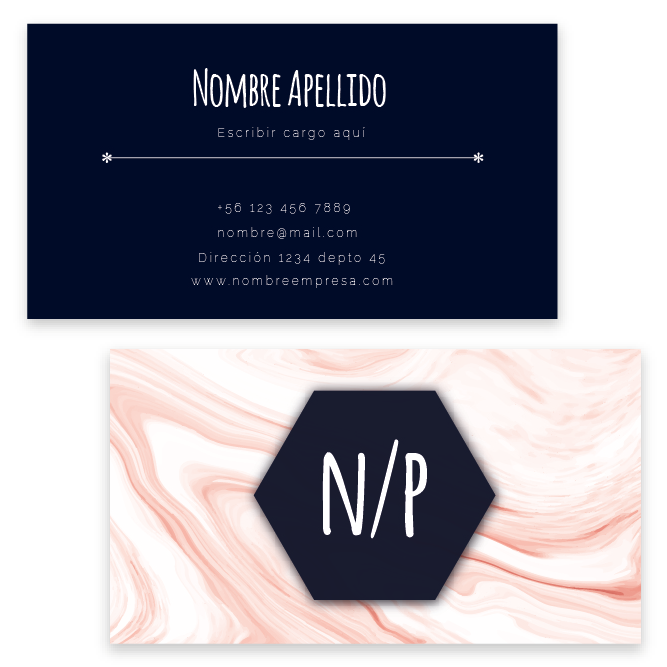 Nombre Apellido
Escribir cargo aquí
+56 123 456 7889
nombre@mail.com
Dirección 1234 depto 45
www.nombreempresa.com
N/P